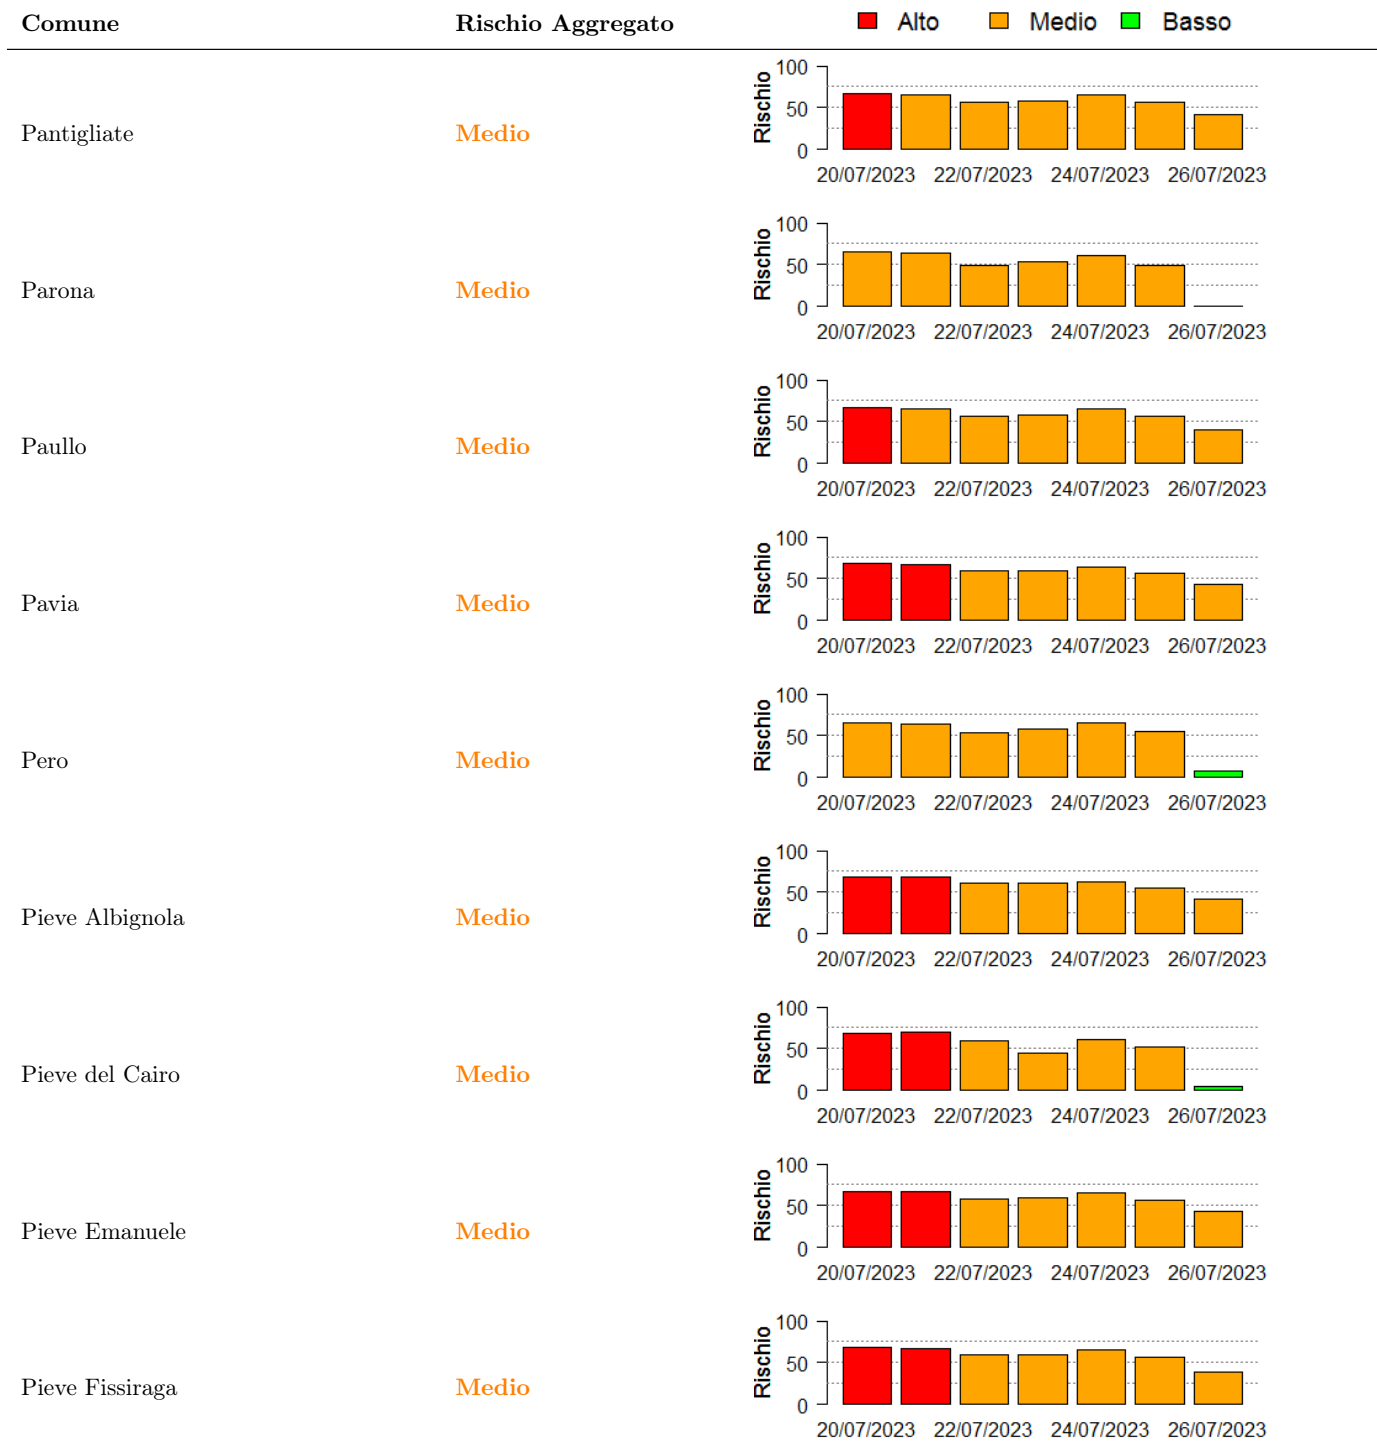 Comune Rischio Aggregato Alto Medio Basso
Pantigliate Medio Rischio 100 50 0
20/07/2023 22/07/2023 24/07/2023 26/07/2023
Parona Medio Rischio 100 50 0
20/07/2023 22/07/2023 24/07/2023 26/07/2023
Paullo Medio Rischio 100 50 0
20/07/2023 22/07/2023 24/07/2023 26/07/2023
Pavia Medio Rischio 100 50 0
20/07/2023 22/07/2023 24/07/2023 26/07/2023
Pero Medio Rischio 100 50 0
20/07/2023 22/07/2023 24/07/2023 26/07/2023
Pieve Albignola Medio Rischio 100 50 0
20/07/2023 22/07/2023 24/07/2023 26/07/2023
Pieve del Cairo Medio Rischio 100 50 0
20/07/2023 22/07/2023 24/07/2023 26/07/2023
Pieve Emanuele Medio Rischio 100 50 0
20/07/2023 22/07/2023 24/07/2023 26/07/2023
Pieve Fissiraga Medio Rischio 100 50 0
20/07/2023 22/07/2023 24/07/2023 26/07/2023